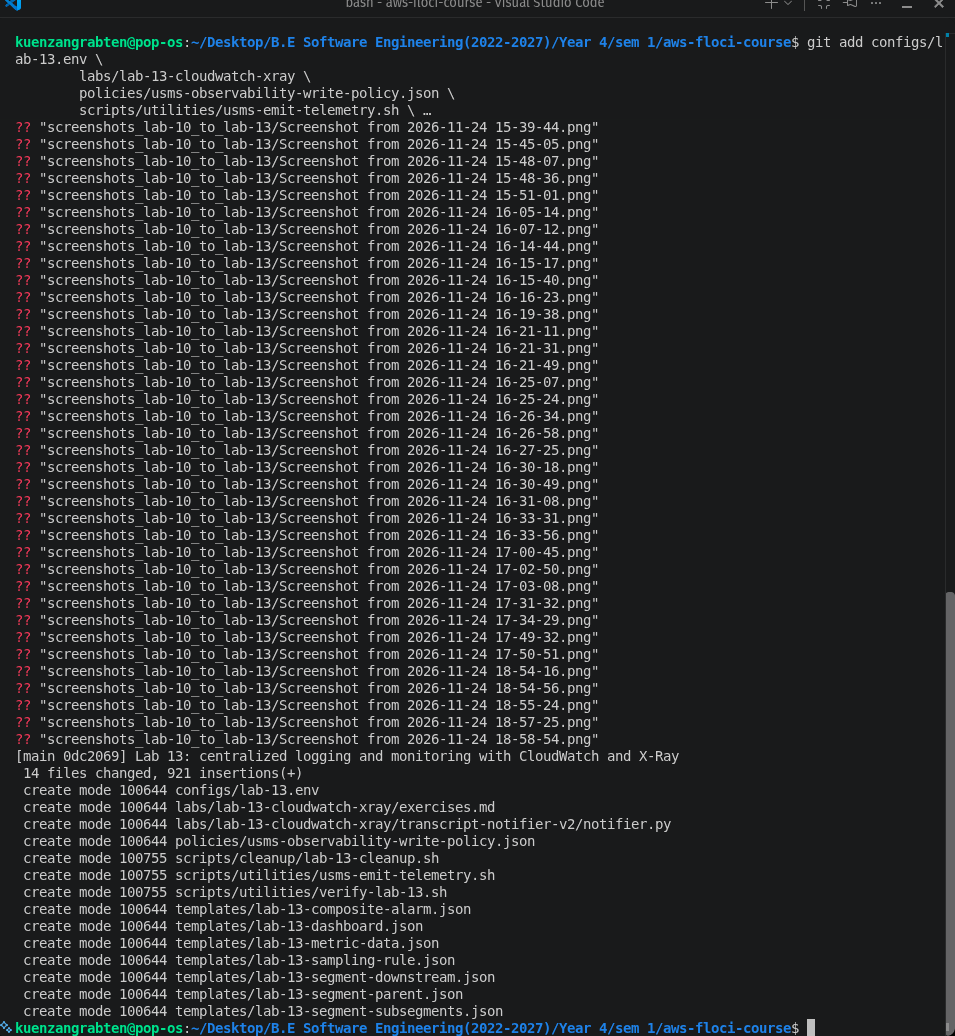 bash - aws-floci-course - Visual Studio Code
kuenzangrabten@pop-os:~/Desktop/B.E Software Engineering(2022-2027)/Year 4/sem 1/aws-floci-course$ git add configs/l
ab-13.env \
        labs/lab-13-cloudwatch-xray \
        policies/usms-observability-write-policy.json \
        scripts/utilities/usms-emit-telemetry.sh \ …
?? "screenshots_lab-10_to_lab-13/Screenshot from 2026-11-24 15-39-44.png"
?? "screenshots_lab-10_to_lab-13/Screenshot from 2026-11-24 15-45-05.png"
?? "screenshots_lab-10_to_lab-13/Screenshot from 2026-11-24 15-48-07.png"
?? "screenshots_lab-10_to_lab-13/Screenshot from 2026-11-24 15-48-36.png"
?? "screenshots_lab-10_to_lab-13/Screenshot from 2026-11-24 15-51-01.png"
?? "screenshots_lab-10_to_lab-13/Screenshot from 2026-11-24 16-05-14.png"
?? "screenshots_lab-10_to_lab-13/Screenshot from 2026-11-24 16-07-12.png"
?? "screenshots_lab-10_to_lab-13/Screenshot from 2026-11-24 16-14-44.png"
?? "screenshots_lab-10_to_lab-13/Screenshot from 2026-11-24 16-15-17.png"
?? "screenshots_lab-10_to_lab-13/Screenshot from 2026-11-24 16-15-40.png"
?? "screenshots_lab-10_to_lab-13/Screenshot from 2026-11-24 16-16-23.png"
?? "screenshots_lab-10_to_lab-13/Screenshot from 2026-11-24 16-19-38.png"
?? "screenshots_lab-10_to_lab-13/Screenshot from 2026-11-24 16-21-11.png"
?? "screenshots_lab-10_to_lab-13/Screenshot from 2026-11-24 16-21-31.png"
?? "screenshots_lab-10_to_lab-13/Screenshot from 2026-11-24 16-21-49.png"
?? "screenshots_lab-10_to_lab-13/Screenshot from 2026-11-24 16-25-07.png"
?? "screenshots_lab-10_to_lab-13/Screenshot from 2026-11-24 16-25-24.png"
?? "screenshots_lab-10_to_lab-13/Screenshot from 2026-11-24 16-26-34.png"
?? "screenshots_lab-10_to_lab-13/Screenshot from 2026-11-24 16-26-58.png"
?? "screenshots_lab-10_to_lab-13/Screenshot from 2026-11-24 16-27-25.png"
?? "screenshots_lab-10_to_lab-13/Screenshot from 2026-11-24 16-30-18.png"
?? "screenshots_lab-10_to_lab-13/Screenshot from 2026-11-24 16-30-49.png"
?? "screenshots_lab-10_to_lab-13/Screenshot from 2026-11-24 16-31-08.png"
?? "screenshots_lab-10_to_lab-13/Screenshot from 2026-11-24 16-33-31.png"
?? "screenshots_lab-10_to_lab-13/Screenshot from 2026-11-24 16-33-56.png"
?? "screenshots_lab-10_to_lab-13/Screenshot from 2026-11-24 17-00-45.png"
?? "screenshots_lab-10_to_lab-13/Screenshot from 2026-11-24 17-02-50.png"
?? "screenshots_lab-10_to_lab-13/Screenshot from 2026-11-24 17-03-08.png"
?? "screenshots_lab-10_to_lab-13/Screenshot from 2026-11-24 17-31-32.png"
?? "screenshots_lab-10_to_lab-13/Screenshot from 2026-11-24 17-34-29.png"
?? "screenshots_lab-10_to_lab-13/Screenshot from 2026-11-24 17-49-32.png"
?? "screenshots_lab-10_to_lab-13/Screenshot from 2026-11-24 17-50-51.png"
?? "screenshots_lab-10_to_lab-13/Screenshot from 2026-11-24 18-54-16.png"
?? "screenshots_lab-10_to_lab-13/Screenshot from 2026-11-24 18-54-56.png"
?? "screenshots_lab-10_to_lab-13/Screenshot from 2026-11-24 18-55-24.png"
?? "screenshots_lab-10_to_lab-13/Screenshot from 2026-11-24 18-57-25.png"
?? "screenshots_lab-10_to_lab-13/Screenshot from 2026-11-24 18-58-54.png"
[main 0dc2069] Lab 13: centralized logging and monitoring with CloudWatch and X-Ray
 14 files changed, 921 insertions(+)
 create mode 100644 configs/lab-13.env
 create mode 100644 labs/lab-13-cloudwatch-xray/exercises.md
 create mode 100644 labs/lab-13-cloudwatch-xray/transcript-notifier-v2/notifier.py
 create mode 100644 policies/usms-observability-write-policy.json
 create mode 100755 scripts/cleanup/lab-13-cleanup.sh
 create mode 100755 scripts/utilities/usms-emit-telemetry.sh
 create mode 100755 scripts/utilities/verify-lab-13.sh
 create mode 100644 templates/lab-13-composite-alarm.json
 create mode 100644 templates/lab-13-dashboard.json
 create mode 100644 templates/lab-13-metric-data.json
 create mode 100644 templates/lab-13-sampling-rule.json
 create mode 100644 templates/lab-13-segment-downstream.json
 create mode 100644 templates/lab-13-segment-parent.json
 create mode 100644 templates/lab-13-segment-subsegments.json
kuenzangrabten@pop-os:~/Desktop/B.E Software Engineering(2022-2027)/Year 4/sem 1/aws-floci-course$